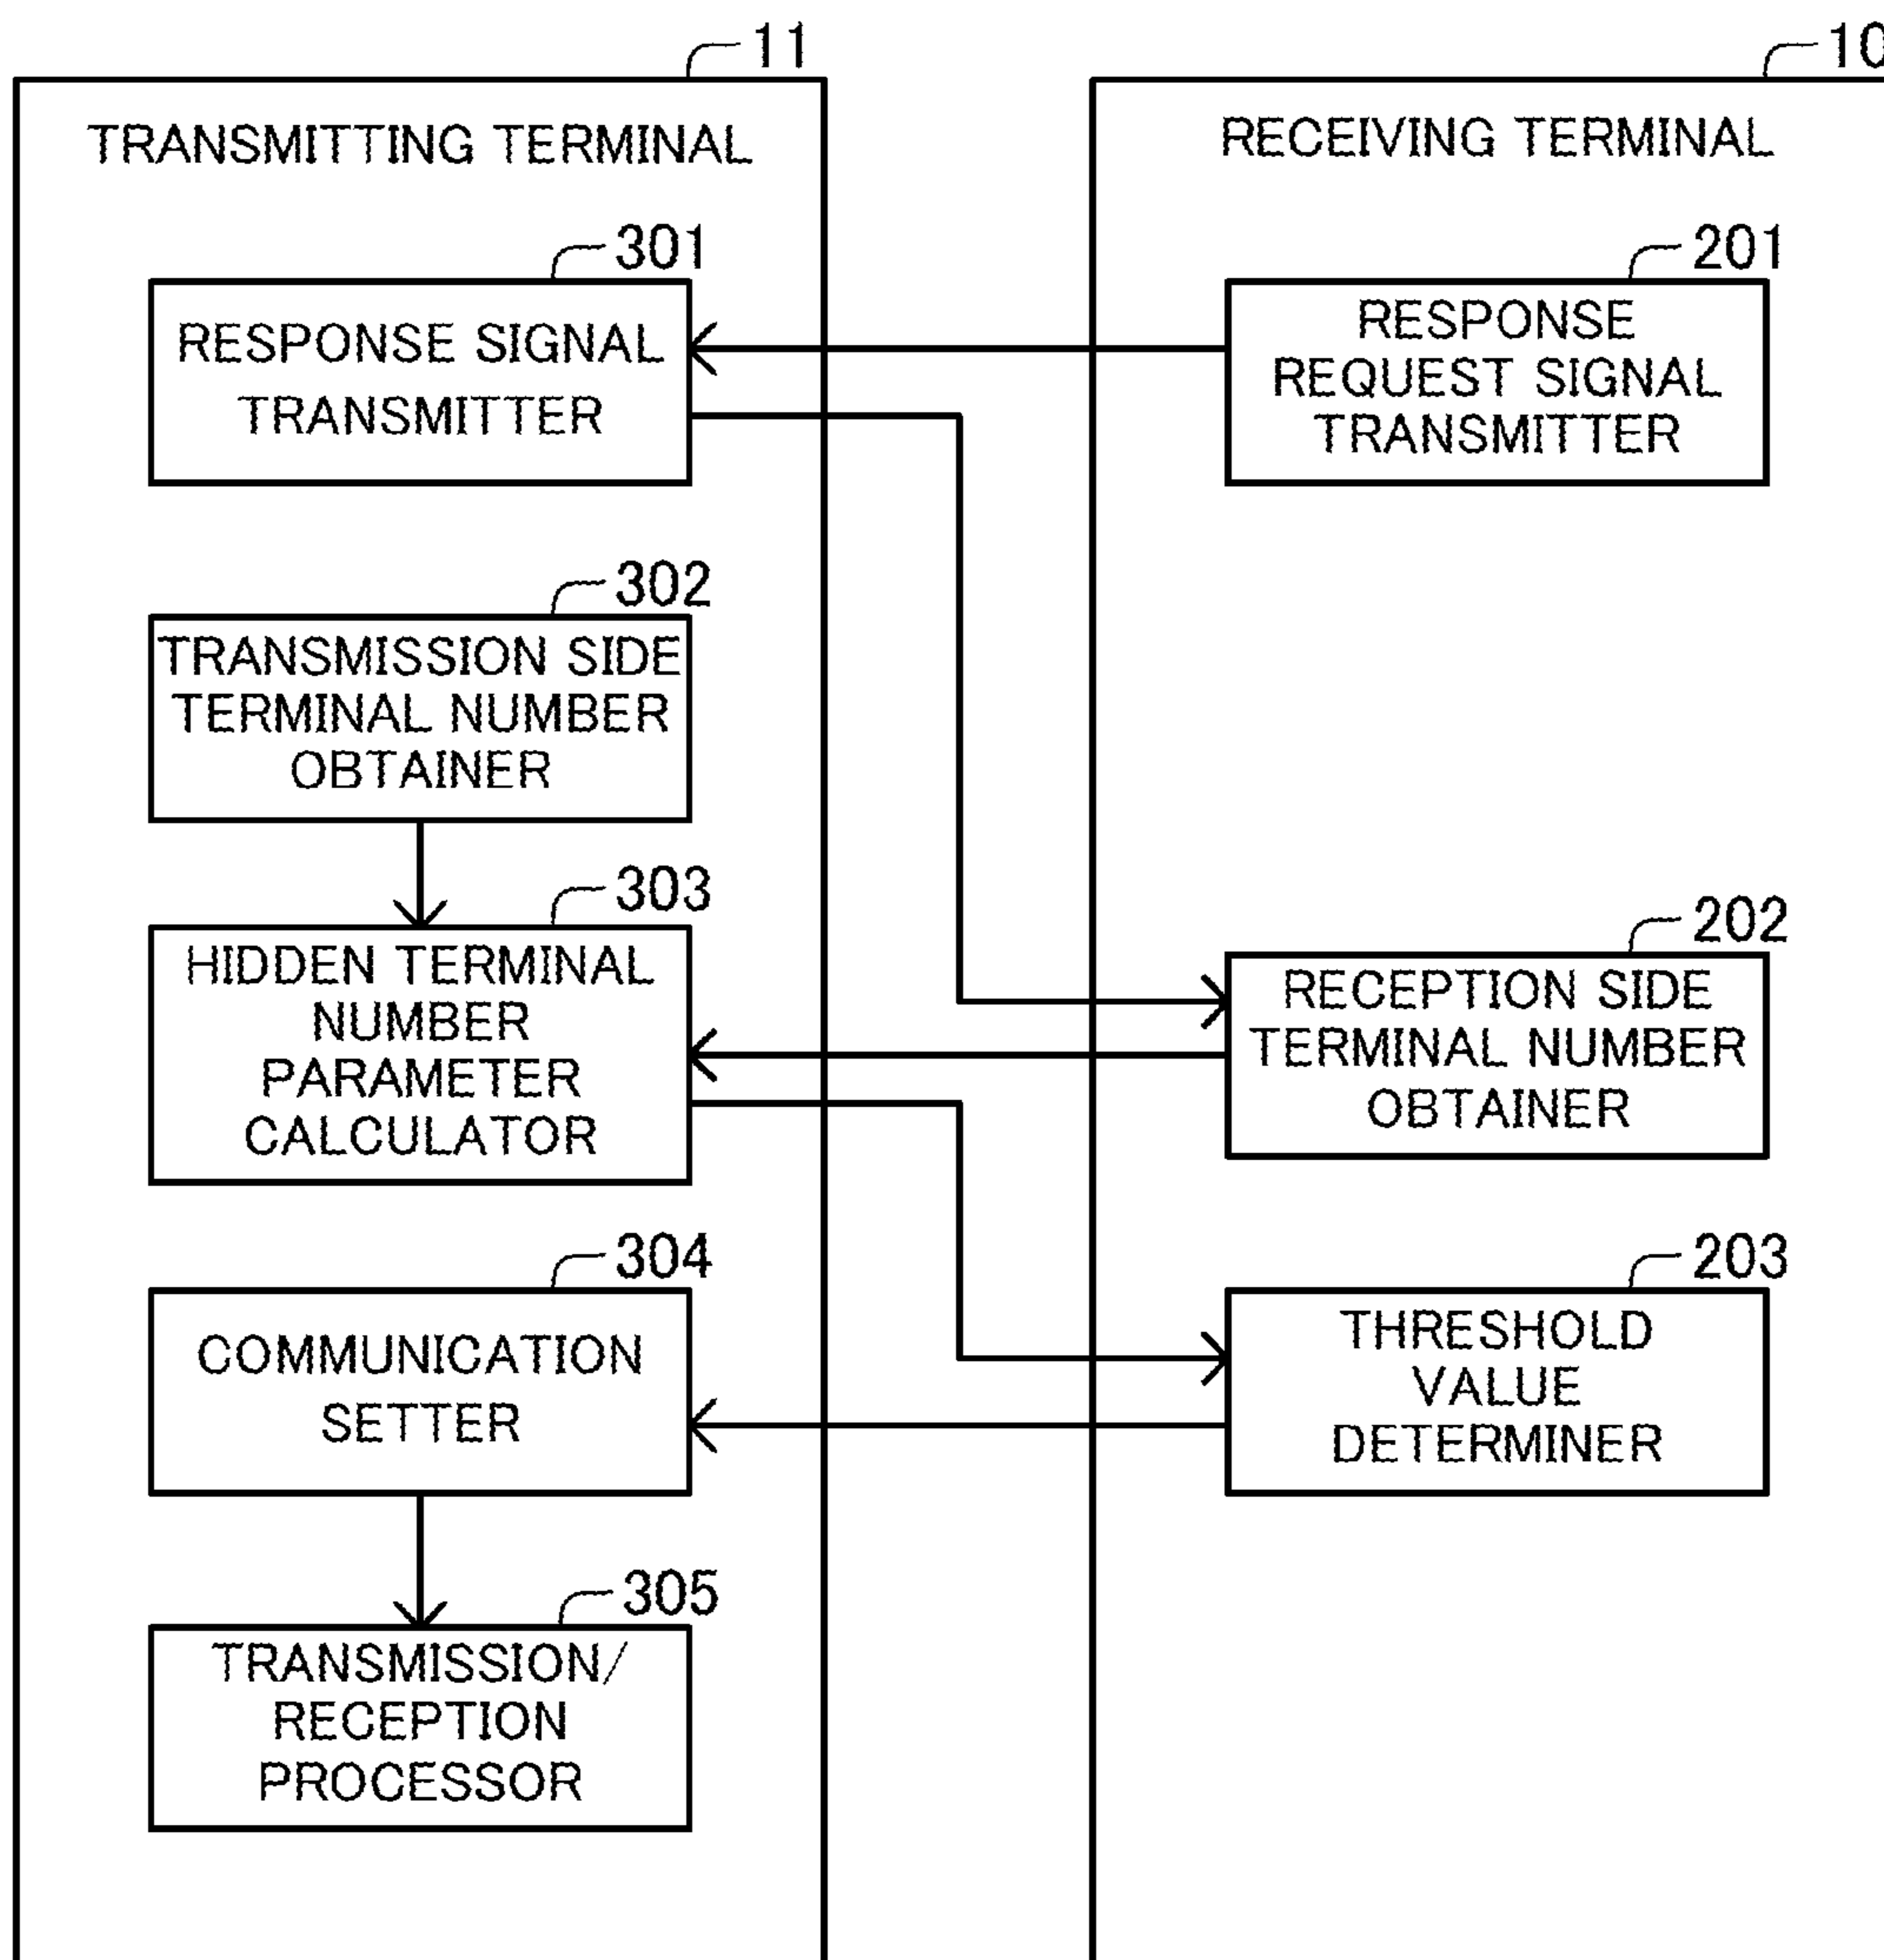 11
TRANSMITTING TERMINAL
301
RESPONSE SIGNAL
TRANSMITTER
302
TRANSMISSION SIDE
TERMINAL NUMBER
OBTAINER
303
HIDDEN TERMINAL
NUMBER
PARAMETER
CALCULATOR
304
COMMUNICATION
SETTER
305
TRANSMISSION/
RECEPTION
PROCESSOR
10
RECEIVING TERMINAL
201
RESPONSE
REQUEST SIGNAL
TRANSMITTER
202
RECEPTION SIDE
TERMINAL NUMBER
OBTAINER
203
THRESHOLD
VALUE
DETERMINER